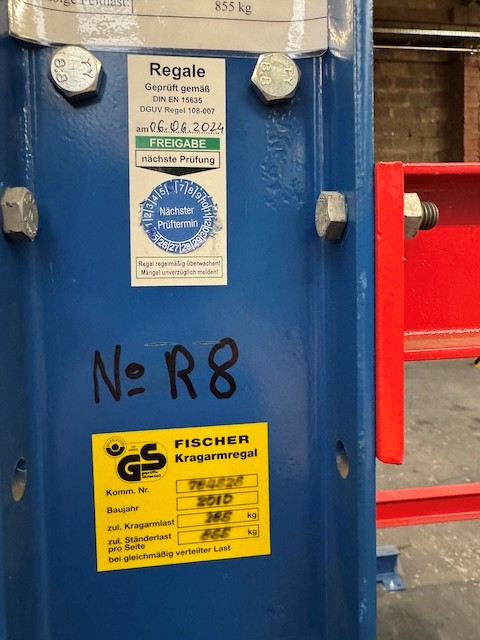 855 kg
8.8
8.8
Regale
Geprüft gemäß
DIN EN 15635
DGUV Regel 108-007
am 06.06.2024
FREIGABE
nächste Prüfung
Nächster
Prüftermin
Regal regelmäßig überwachen!
Mängel unverzüglich melden!
№ R8
GS
geprüfte
Sicherheit
FISCHER
Kragarmregal
Komm. Nr.
Baujahr 2010
zul. Kragarmlast kg
zul. Ständerlast kg
pro Seite
bei gleichmäßig verteilter Last